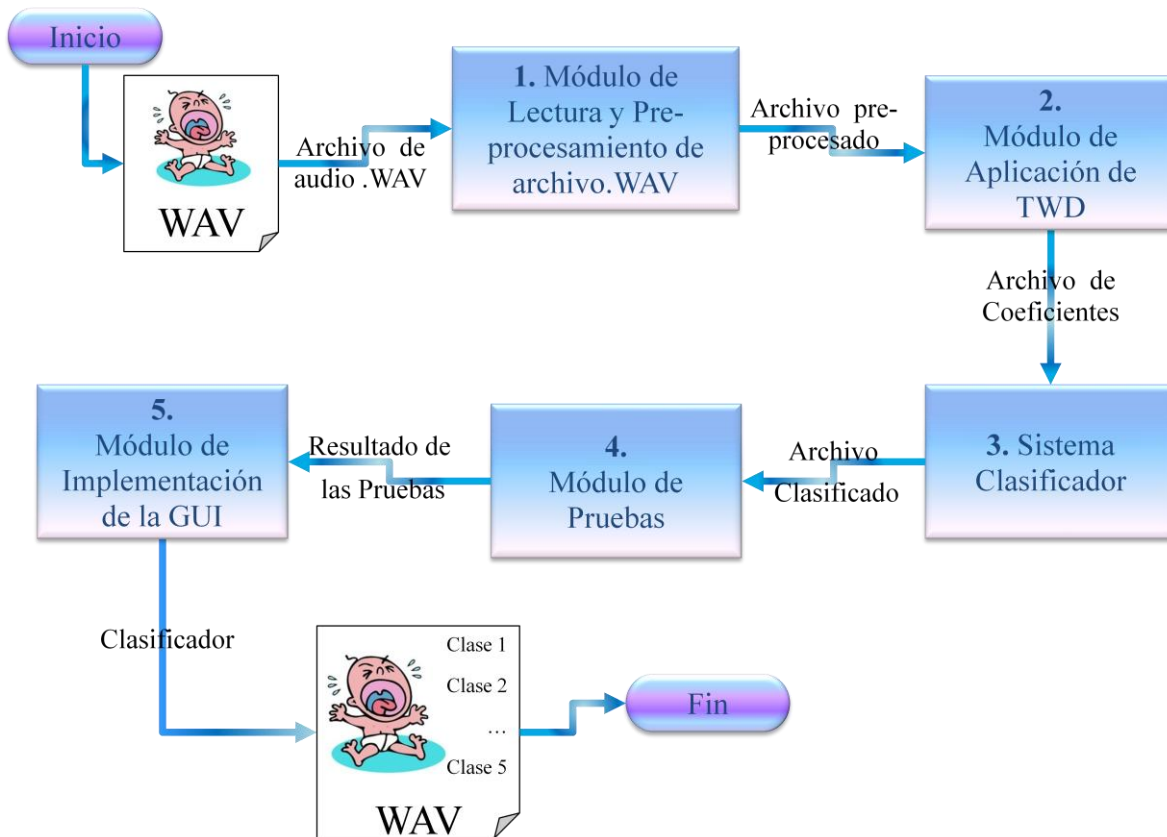 Inicio
WAV
Archivo de
audio .WAV
1. Módulo de
Lectura y Pre-
procesamiento de
archivo.WAV
Archivo pre-
procesado
2.
Módulo de
Aplicación de
TWD
Archivo de
Coeficientes
3. Sistema
Clasificador
Archivo
Clasificado
4.
Módulo de
Pruebas
Resultado de
las Pruebas
5.
Módulo de
Implementación
de la GUI
Clasificador
Clase 1
Clase 2
...
Clase 5
WAV
Fin